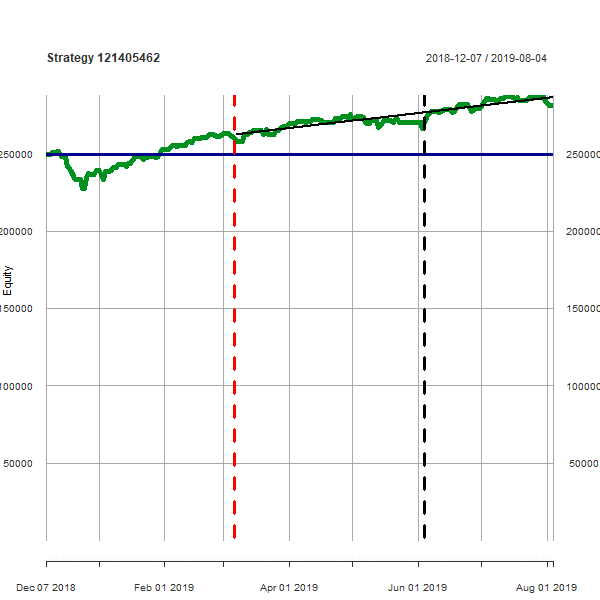 Strategy 121405462
2018-12-07 / 2019-08-04
250000
200000
150000
100000
50000
Equity
250000
200000
150000
100000
50000
Dec 07 2018
Feb 01 2019
Apr 01 2019
Jun 01 2019
Aug 01 2019